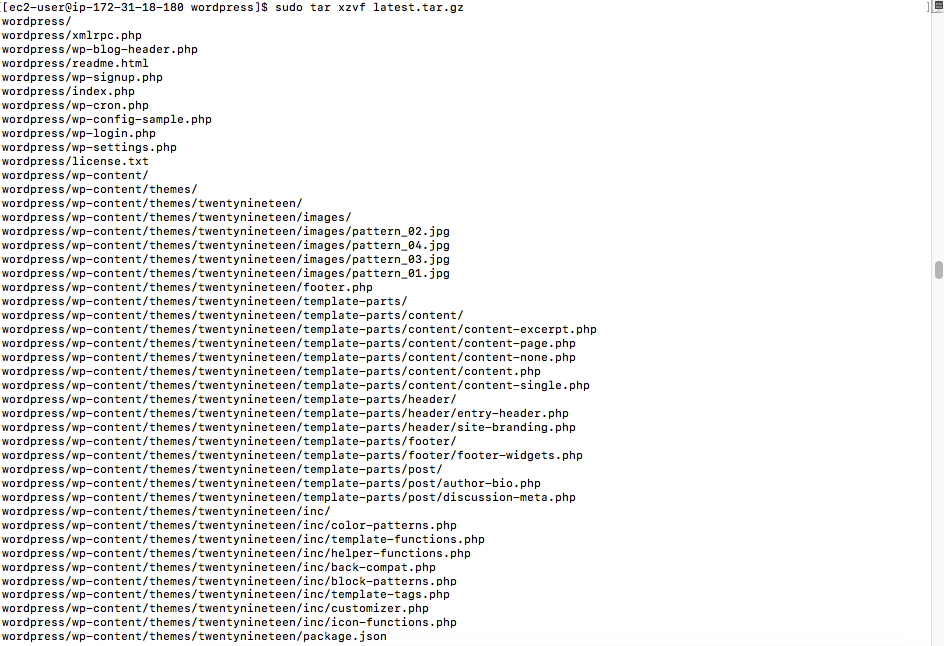 [[ec2-user@ip-172-31-18-180 wordpress]$ sudo tar xzvf latest.tar.gz ]
wordpress/
wordpress/xmlrpc.php
wordpress/wp-blog-header.php
wordpress/readme.html
wordpress/wp-signup.php
wordpress/index.php
wordpress/wp-cron.php
wordpress/wp-config-sample.php
wordpress/wp-login.php
wordpress/wp-settings.php
wordpress/license.txt
wordpress/wp-content/
wordpress/wp-content/themes/
wordpress/wp-content/themes/twentynineteen/
wordpress/wp-content/themes/twentynineteen/images/
wordpress/wp-content/themes/twentynineteen/images/pattern_02.jpg
wordpress/wp-content/themes/twentynineteen/images/pattern_04.jpg
wordpress/wp-content/themes/twentynineteen/images/pattern_03.jpg
wordpress/wp-content/themes/twentynineteen/images/pattern_01.jpg
wordpress/wp-content/themes/twentynineteen/footer.php
wordpress/wp-content/themes/twentynineteen/template-parts/
wordpress/wp-content/themes/twentynineteen/template-parts/content/
wordpress/wp-content/themes/twentynineteen/template-parts/content/content-excerpt.php
wordpress/wp-content/themes/twentynineteen/template-parts/content/content-page.php
wordpress/wp-content/themes/twentynineteen/template-parts/content/content-none.php
wordpress/wp-content/themes/twentynineteen/template-parts/content/content.php
wordpress/wp-content/themes/twentynineteen/template-parts/content/content-single.php
wordpress/wp-content/themes/twentynineteen/template-parts/header/
wordpress/wp-content/themes/twentynineteen/template-parts/header/entry-header.php
wordpress/wp-content/themes/twentynineteen/template-parts/header/site-branding.php
wordpress/wp-content/themes/twentynineteen/template-parts/footer/
wordpress/wp-content/themes/twentynineteen/template-parts/footer/footer-widgets.php
wordpress/wp-content/themes/twentynineteen/template-parts/post/
wordpress/wp-content/themes/twentynineteen/template-parts/post/author-bio.php
wordpress/wp-content/themes/twentynineteen/template-parts/post/discussion-meta.php
wordpress/wp-content/themes/twentynineteen/inc/
wordpress/wp-content/themes/twentynineteen/inc/color-patterns.php
wordpress/wp-content/themes/twentynineteen/inc/template-functions.php
wordpress/wp-content/themes/twentynineteen/inc/helper-functions.php
wordpress/wp-content/themes/twentynineteen/inc/back-compat.php
wordpress/wp-content/themes/twentynineteen/inc/block-patterns.php
wordpress/wp-content/themes/twentynineteen/inc/template-tags.php
wordpress/wp-content/themes/twentynineteen/inc/customizer.php
wordpress/wp-content/themes/twentynineteen/inc/icon-functions.php
wordpress/wp-content/themes/twentynineteen/package.json